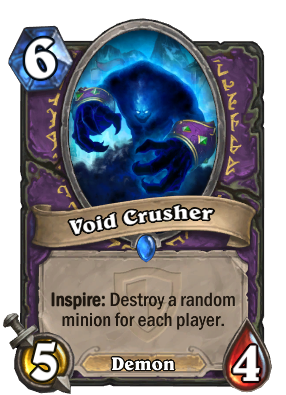 6
Void Crusher
Inspire: Destroy a random
minion for each player.
5
Demon
4